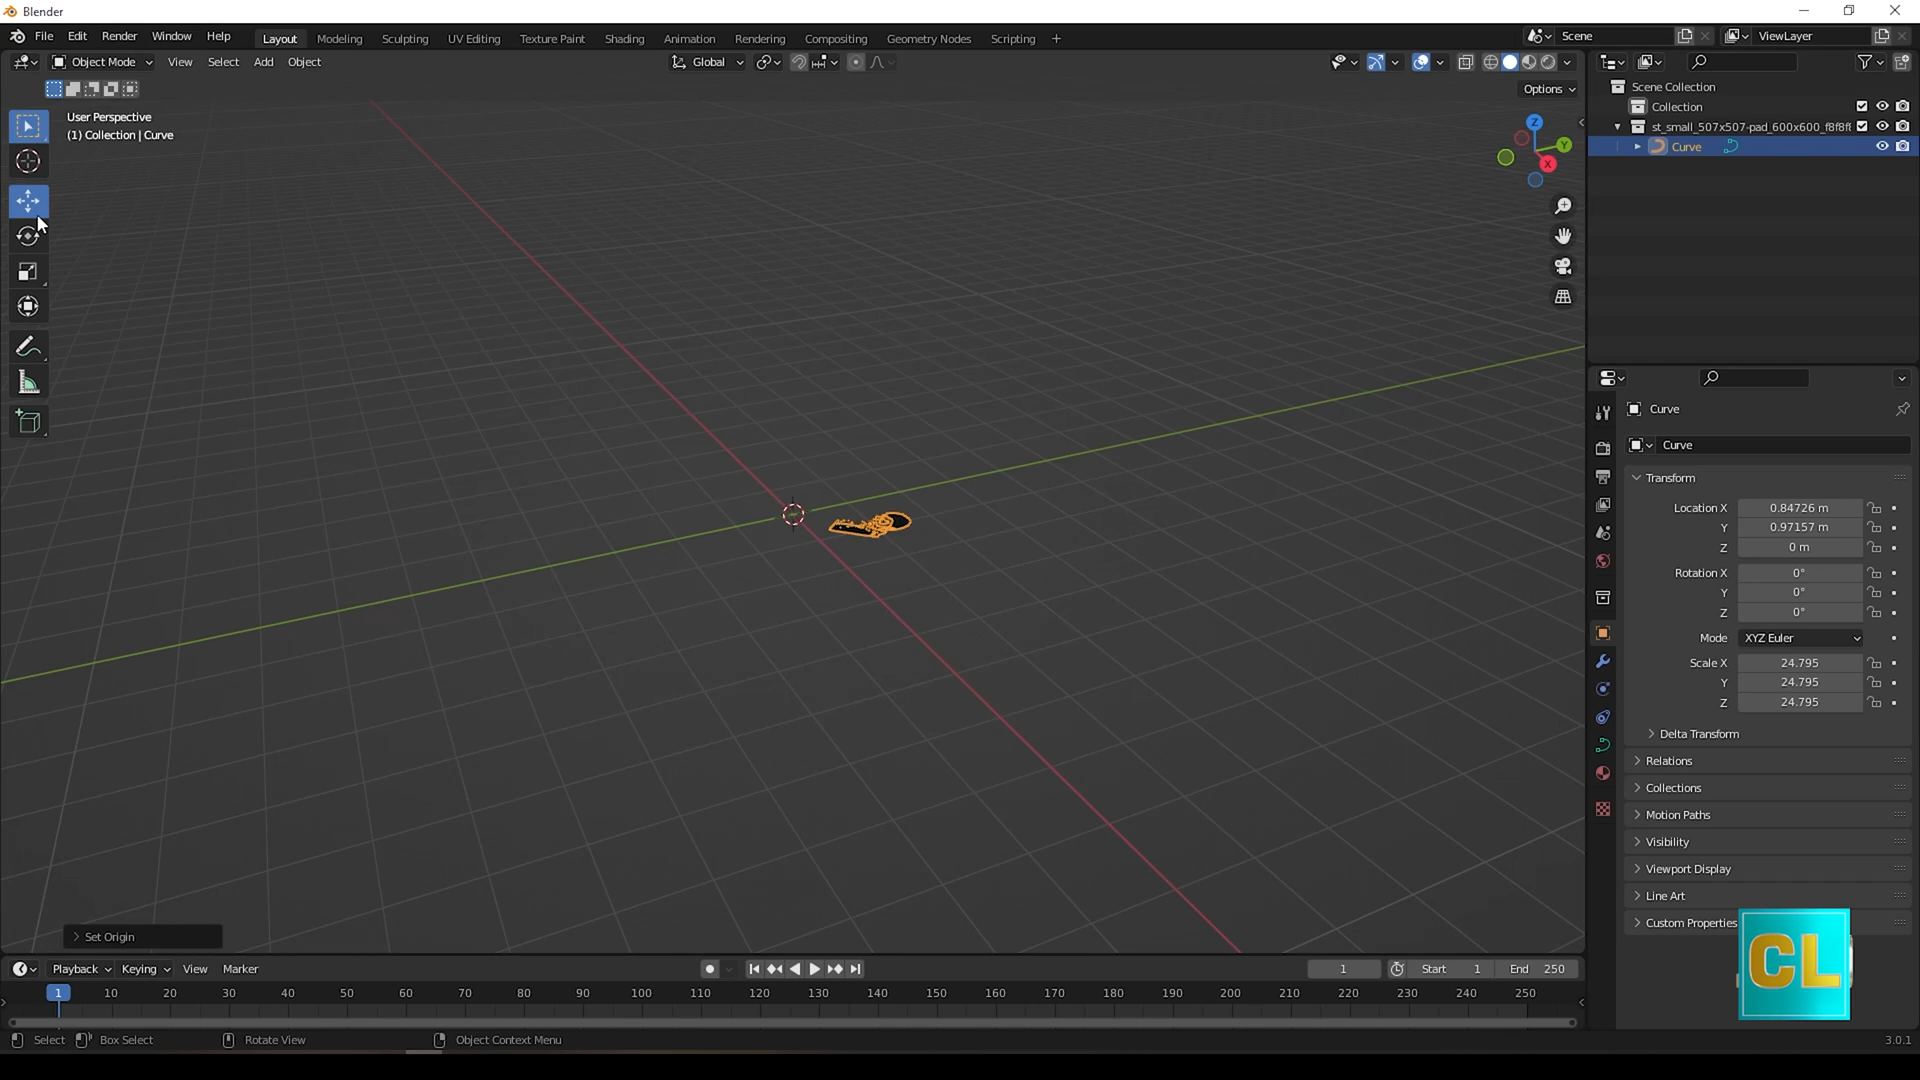 Blender
File Edit Render Window Help
Layout Modeling Sculpting UV Editing Texture Paint Shading Animation Rendering Compositing Geometry Nodes Scripting +
Scene
ViewLayer
Object Mode View Select Add Object
Global
Options
User Perspective
(1) Collection | Curve
Z
Y
X
Scene Collection
Collection
st_small_507x507-pad_600x600_f8f8f
Curve
Curve
Curve
Transform
Location X 0.84726 m
Y 0.97157 m
Z 0 m
Rotation X 0°
Y 0°
Z 0°
Mode XYZ Euler
Scale X 24.795
Y 24.795
Z 24.795
Delta Transform
Relations
Collections
Motion Paths
Visibility
Viewport Display
Line Art
Custom Properties
CL
Set Origin
Playback Keying View Marker
1
Start 1
End 250
1 10 20 30 40 50 60 70 80 90 100 110 120 130 140 150 160 170 180 190 200 210 220 230 240 250
Select Box Select Rotate View Object Context Menu
3.0.1